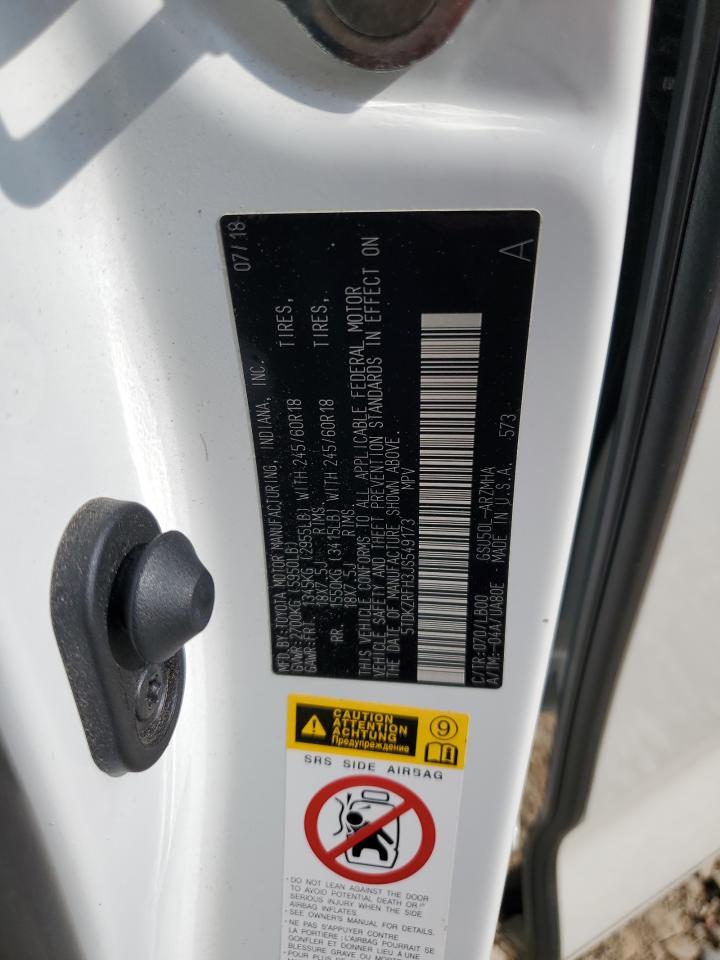 07/18
MFD.BY:TOYOTA MOTOR MANUFACTURING, INDIANA, INC.
GVWR:2700KG (5950LB)
GAWR:FRT. 1345KG (2955LB) WITH 245/60R18 TIRES,
18X7.5J RIMS.
RR. 1550KG (3415LB) WITH 245/60R18 TIRES,
18X7.5J RIMS.
THIS VEHICLE CONFORMS TO ALL APPLICABLE FEDERAL MOTOR
VEHICLE SAFETY AND THEFT PREVENTION STANDARDS IN EFFECT ON
THE DATE OF MANUFACTURE SHOWN ABOVE.
5TDKZRFH3JS549173 MPV
C/TR:070/LB00 GSU50L-ARZMHA
A/TM:-04A/UA80E MADE IN U.S.A. 573
A
CAUTION
ATTENTION
ACHTUNG
Предупреждение
9
SRS SIDE AIRBAG
• DO NOT LEAN AGAINST THE DOOR
TO AVOID POTENTIAL DEATH OR
SERIOUS INJURY WHEN THE SIDE
AIRBAG INFLATES.
• SEE OWNER'S MANUAL FOR DETAILS.
• NE PAS S'APPUYER CONTRE
LA PORTIERE; L'AIRBAG POURRAIT SE
GONFLER ET DONNER LIEU A UNE
BLESSURE GRAVE OU MORTE